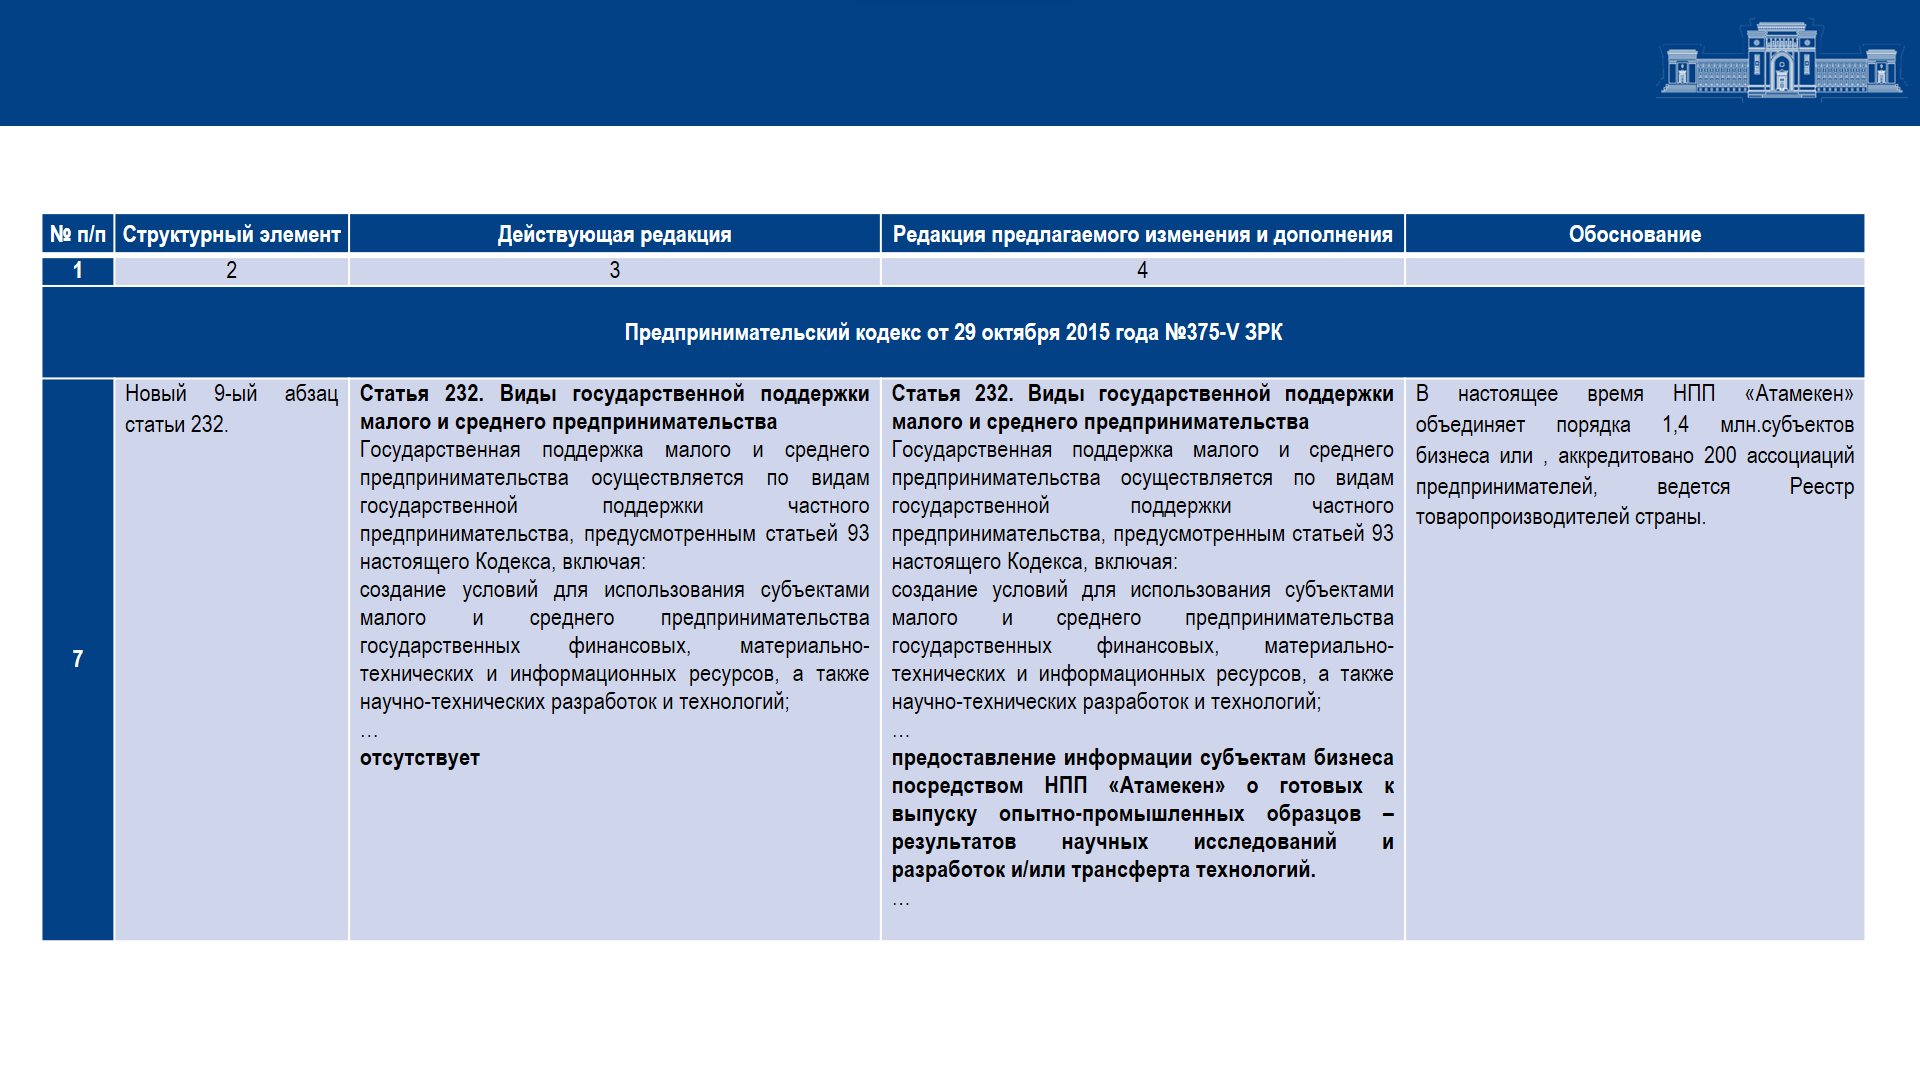 № п/п
Структурный элемент
Действующая редакция
Редакция предлагаемого изменения и дополнения
Обоснование
1
2
3
4
Предпринимательский кодекс от 29 октября 2015 года №375-V ЗРК
7
Новый 9-ый абзац
статьи 232.
Статья 232. Виды государственной поддержки
малого и среднего предпринимательства
Государственная поддержка малого и среднего
предпринимательства осуществляется по видам
государственной поддержки частного
предпринимательства, предусмотренным статьей 93
настоящего Кодекса, включая:
создание условий для использования субъектами
малого и среднего предпринимательства
государственных финансовых, материально-
технических и информационных ресурсов, а также
научно-технических разработок и технологий;
…
отсутствует
Статья 232. Виды государственной поддержки
малого и среднего предпринимательства
Государственная поддержка малого и среднего
предпринимательства осуществляется по видам
государственной поддержки частного
предпринимательства, предусмотренным статьей 93
настоящего Кодекса, включая:
создание условий для использования субъектами
малого и среднего предпринимательства
государственных финансовых, материально-
технических и информационных ресурсов, а также
научно-технических разработок и технологий;
…
предоставление информации субъектам бизнеса
посредством НПП «Атамекен» о готовых к
выпуску опытно-промышленных образцов –
результатов научных исследований и
разработок и/или трансферта технологий.
…
В настоящее время НПП «Атамекен»
объединяет порядка 1,4 млн.субъектов
бизнеса или , аккредитовано 200 ассоциаций
предпринимателей, ведется Реестр
товаропроизводителей страны.